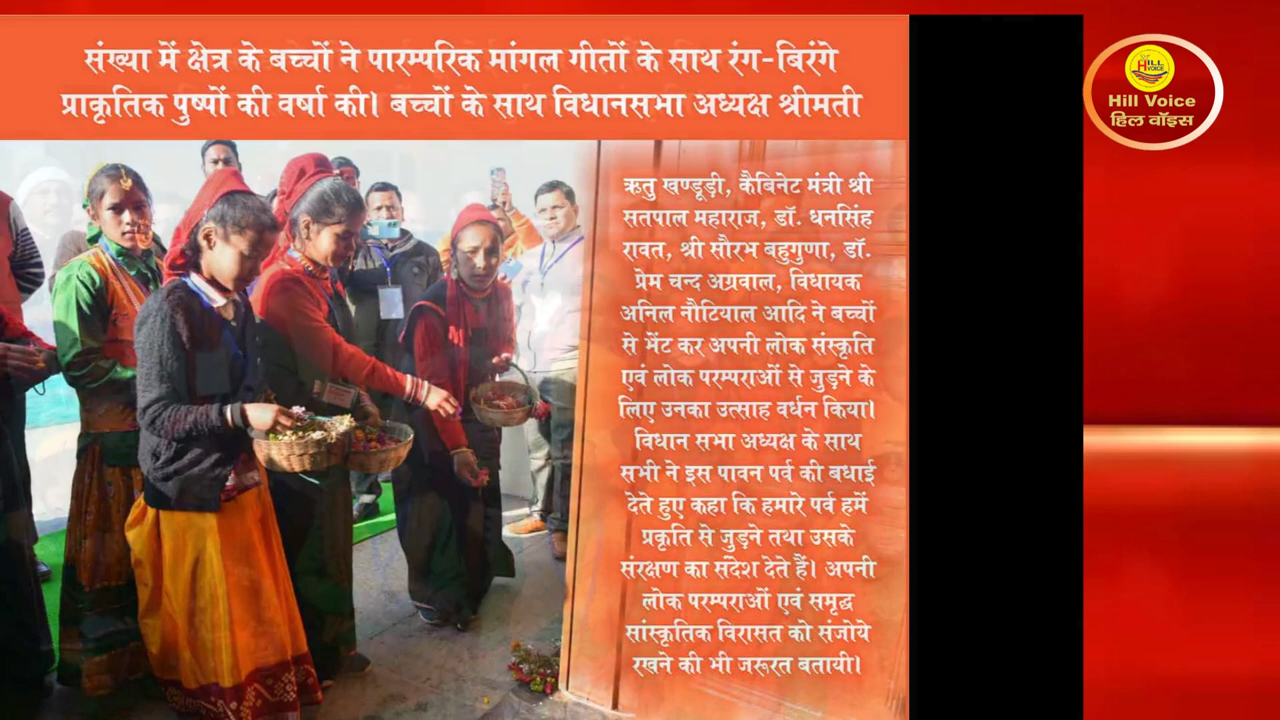 संख्या में क्षेत्र के बच्चों ने पारम्परिक मांगल गीतों के साथ रंग-बिरंगे
प्राकृतिक पुष्पों की वर्षा की। बच्चों के साथ विधानसभा अध्यक्ष श्रीमती
ऋतु खण्डूड़ी, कैबिनेट मंत्री श्री
सतपाल महाराज, डॉ. धनसिंह
रावत, श्री सौरभ बहुगुणा, डॉ.
प्रेम चन्द अग्रवाल, विधायक
अनिल नौटियाल आदि ने बच्चों
से भेंट कर अपनी लोक संस्कृति
एवं लोक परम्पराओं से जुड़ने के
लिए उनका उत्साह वर्धन किया।
विधान सभा अध्यक्ष के साथ
सभी ने इस पावन पर्व की बधाई
देते हुए कहा कि हमारे पर्व हमें
प्रकृति से जुड़ने तथा उसके
संरक्षण का संदेश देते हैं। अपनी
लोक परम्पराओं एवं समृद्ध
सांस्कृतिक विरासत को संजोये
रखने की भी जरूरत बतायी।
HILL
VOICE
Hill Voice
हिल वॉइस